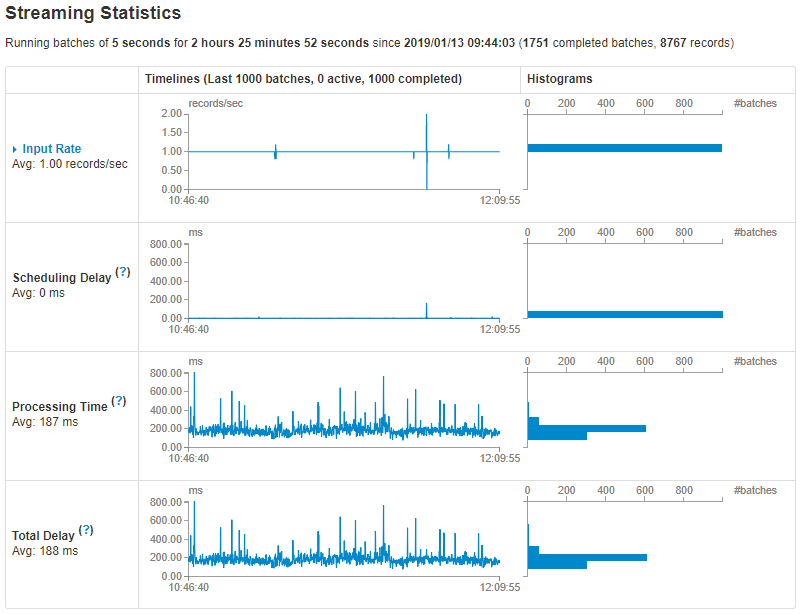 Streaming Statistics
Running batches of 5 seconds for 2 hours 25 minutes 52 seconds since 2019/01/13 09:44:03 (1751 completed batches, 8767 records)
Timelines (Last 1000 batches, 0 active, 1000 completed) Histograms
Input Rate
Avg: 1.00 records/sec
records/sec
2.00
1.50
1.00
0.50
0.00
10:46:40 12:09:55
0 200 400 600 800 #batches
Scheduling Delay (?)
Avg: 0 ms
ms
800.00
600.00
400.00
200.00
0.00
10:46:40 12:09:55
0 200 400 600 800 #batches
Processing Time (?)
Avg: 187 ms
ms
800.00
600.00
400.00
200.00
0.00
10:46:40 12:09:55
0 200 400 600 800 #batches
Total Delay (?)
Avg: 188 ms
ms
800.00
600.00
400.00
200.00
0.00
10:46:40 12:09:55
0 200 400 600 800 #batches